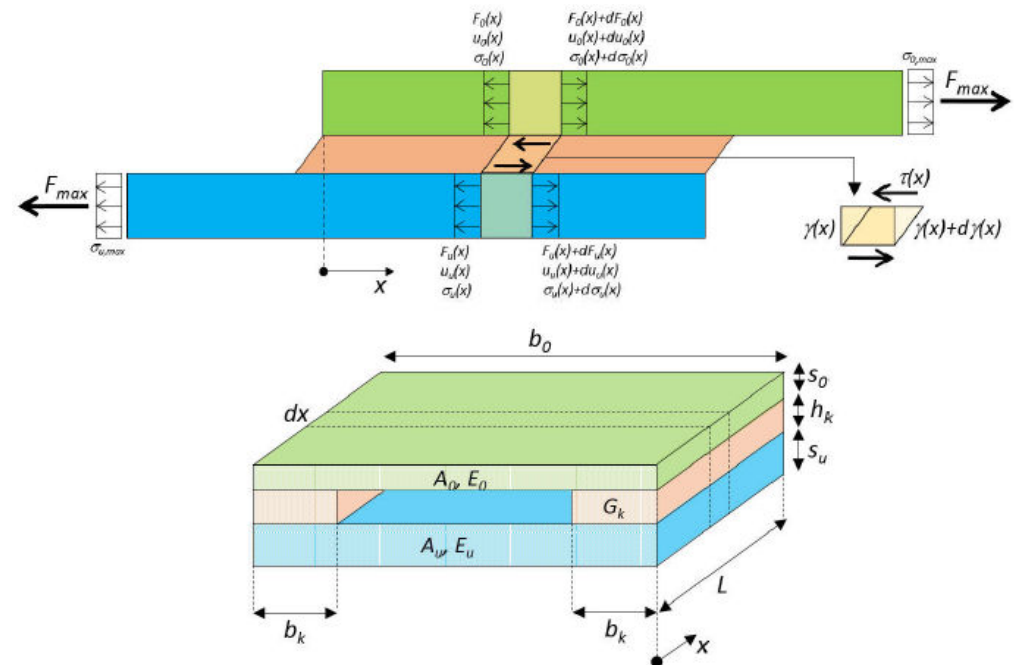 F₀(x)
u₀(x)
σ₀(x)
F₀(x)+dF₀(x)
u₀(x)+du₀(x)
σ₀(x)+dσ₀(x)
σ₀,max
Fmax
Fmax
σu,max
τ(x)
γ(x)
γ(x)+dγ(x)
x
Fu(x)
uu(x)
σu(x)
Fu(x)+dFu(x)
uu(x)+duu(x)
σu(x)+dσu(x)
b₀
s₀
hk
su
dx
A₀, E₀
Gk
Au, Eu
L
bk
bk
x